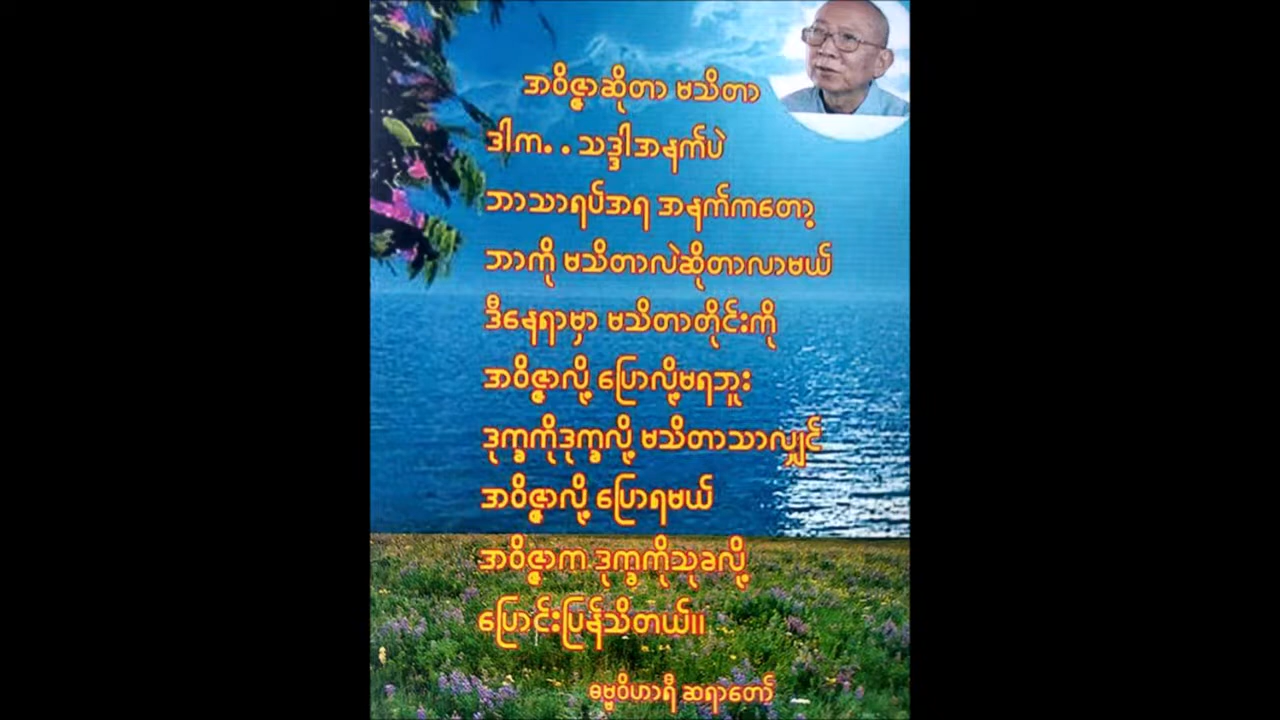 အဝိဇ္ဇာဆိုတာ မသိတာ
ဒါက. . သဒ္ဒါအနက်ပဲ
ဘာသာရပ်အရ အနက်ကတော့
ဘာကို မသိတာလဲဆိုတာလာမယ်
ဒီနေရာမှာ မသိတာတိုင်းကို
အဝိဇ္ဇာလို့ ပြောလို့မရဘူး
ဒုက္ခကိုဒုက္ခလို့ မသိတာသာလျှင်
အဝိဇ္ဇာလို့ ပြောရမယ်
အဝိဇ္ဇာက ဒုက္ခကိုသုခလို့
ပြောင်းပြန်သိတယ်။
ဓမ္မဝိဟာရီ ဆရာတော်